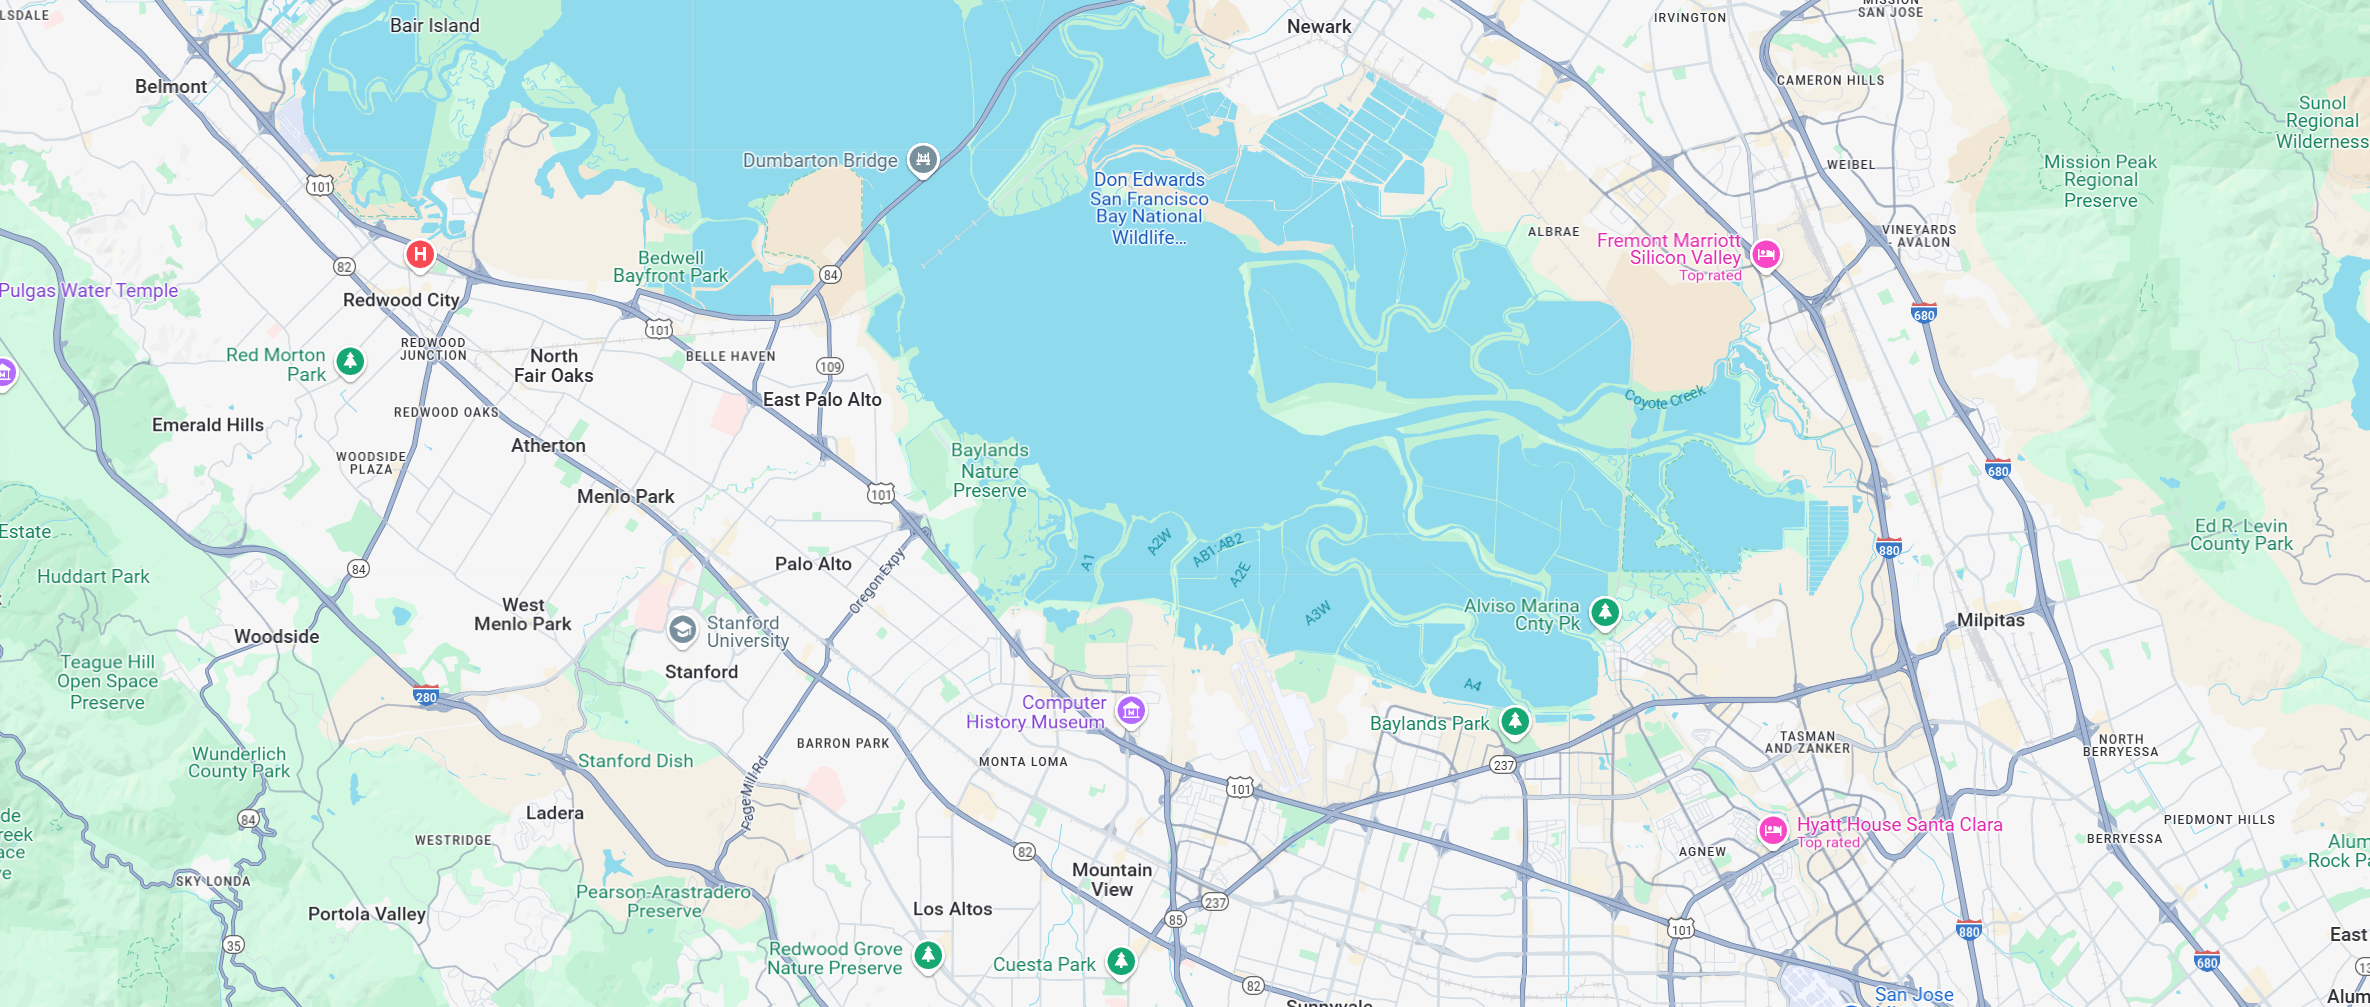 Bair Island
Newark
IRVINGTON
SAN JOSE
Belmont
CAMERON HILLS
Sunol
Regional
Wilderness
Dumbarton Bridge
WEIBEL
Mission Peak
Regional
Preserve
101
Don Edwards
San Francisco
Bay National
Wildlife...
ALBRAE
VINEYARDS
- AVALON
Fremont Marriott
Silicon Valley
Top rated
H
82
Bedwell
Bayfront Park
84
Pulgas Water Temple
Redwood City
680
101
REDWOOD
JUNCTION
Red Morton
Park
North
Fair Oaks
BELLE HAVEN
109
East Palo Alto
Coyote Creek
REDWOOD OAKS
Emerald Hills
Atherton
WOODSIDE
PLAZA
Baylands
Nature
Preserve
680
Menlo Park
101
Estate
Ed R. Levin
County Park
A1
A2W
AB1
AB2
A2E
880
Palo Alto
Oregon Expy
84
Huddart Park
West
Menlo Park
A3W
Alviso Marina
Cnty Pk
Milpitas
Woodside
Stanford
University
Stanford
Teague Hill
Open Space
Preserve
280
A4
Computer
History Museum
Baylands Park
BARRON PARK
TASMAN
AND ZANKER
NORTH
BERRYESSA
Wunderlich
County Park
Stanford Dish
MONTA LOMA
237
Page Mill Rd
101
Ladera
84
Hyatt House Santa Clara
Top rated
PIEDMONT HILLS
WESTRIDGE
BERRYESSA
AGNEW
82
Alum
Rock Pa
SKY LONDA
Mountain
View
Pearson-Arastradero
Preserve
237
Portola Valley
Los Altos
85
101
880
East
35
Redwood Grove
Nature Preserve
Cuesta Park
680
82
San Jose
Alum
Sunnyvale